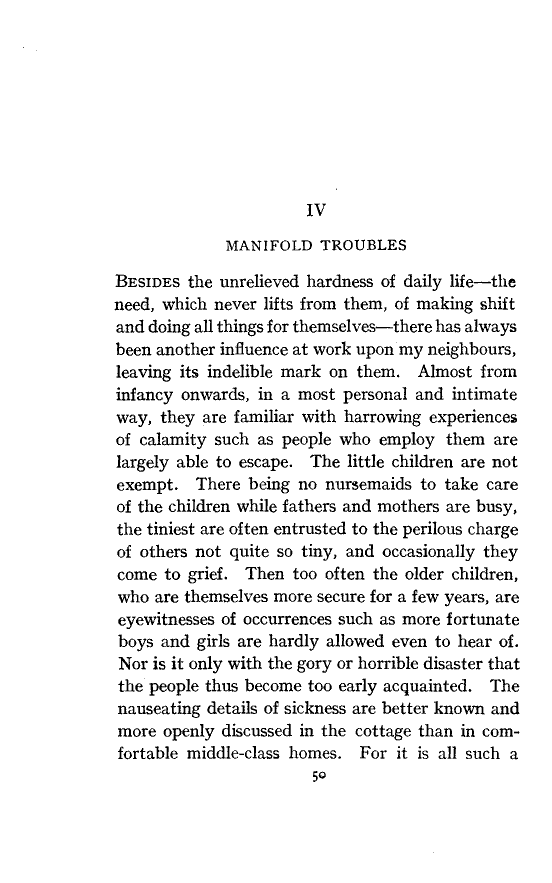 IV
MANIFOLD TROUBLES
BESIDES the unrelieved hardness of daily life—the
need, which never lifts from them, of making shift
and doing all things for themselves—there has always
been another influence at work upon my neighbours,
leaving its indelible mark on them. Almost from
infancy onwards, in a most personal and intimate
way, they are familiar with harrowing experiences
of calamity such as people who employ them are
largely able to escape. The little children are not
exempt. There being no nursemaids to take care
of the children while fathers and mothers are busy,
the tiniest are often entrusted to the perilous charge
of others not quite so tiny, and occasionally they
come to grief. Then too often the older children,
who are themselves more secure for a few years, are
eyewitnesses of occurrences such as more fortunate
boys and girls are hardly allowed even to hear of.
Nor is it only with the gory or horrible disaster that
the people thus become too early acquainted. The
nauseating details of sickness are better known and
more openly discussed in the cottage than in com-
fortable middle-class homes. For it is all such a
50